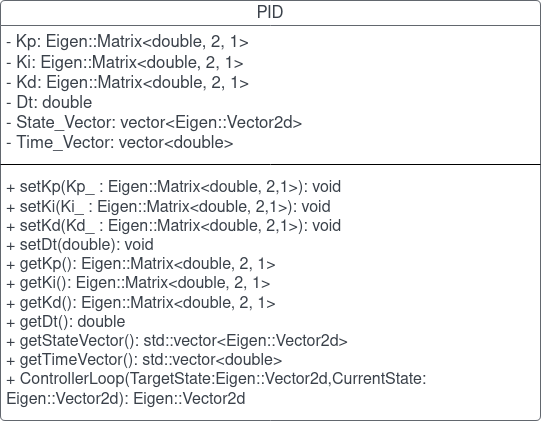 PID
- Kp: Eigen::Matrix<double, 2, 1>
- Ki: Eigen::Matrix<double, 2, 1>
- Kd: Eigen::Matrix<double, 2, 1>
- Dt: double
- State_Vector: vector<Eigen::Vector2d>
- Time_Vector: vector<double>
+ setKp(Kp_ : Eigen::Matrix<double, 2,1>): void
+ setKi(Ki_ : Eigen::Matrix<double, 2,1>): void
+ setKd(Kd_ : Eigen::Matrix<double, 2,1>): void
+ setDt(double): void
+ getKp(): Eigen::Matrix<double, 2, 1>
+ getKi(): Eigen::Matrix<double, 2, 1>
+ getKd(): Eigen::Matrix<double, 2, 1>
+ getDt(): double
+ getStateVector(): std::vector<Eigen::Vector2d>
+ getTimeVector(): std::vector<double>
+ ControllerLoop(TargetState:Eigen::Vector2d,CurrentState:
Eigen::Vector2d): Eigen::Vector2d